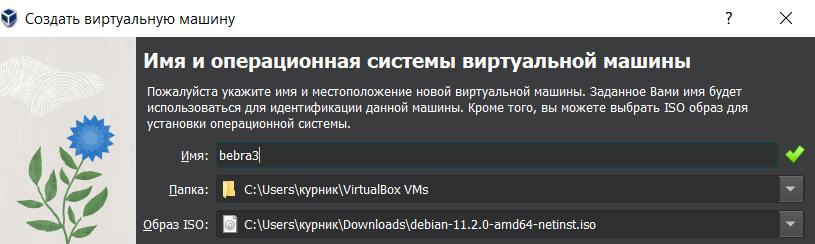 Создать виртуальную машину
Имя и операционная системы виртуальной машины
Пожалуйста укажите имя и местоположение новой виртуальной машины. Заданное Вами имя будет
использоваться для идентификации данной машины. Кроме того, вы можете выбрать ISO образ для
установки операционной системы.
Имя: bebra3
Папка: C:\Users\курник\VirtualBox VMs
Образ ISO: C:\Users\курник\Downloads\debian-11.2.0-amd64-netinst.iso